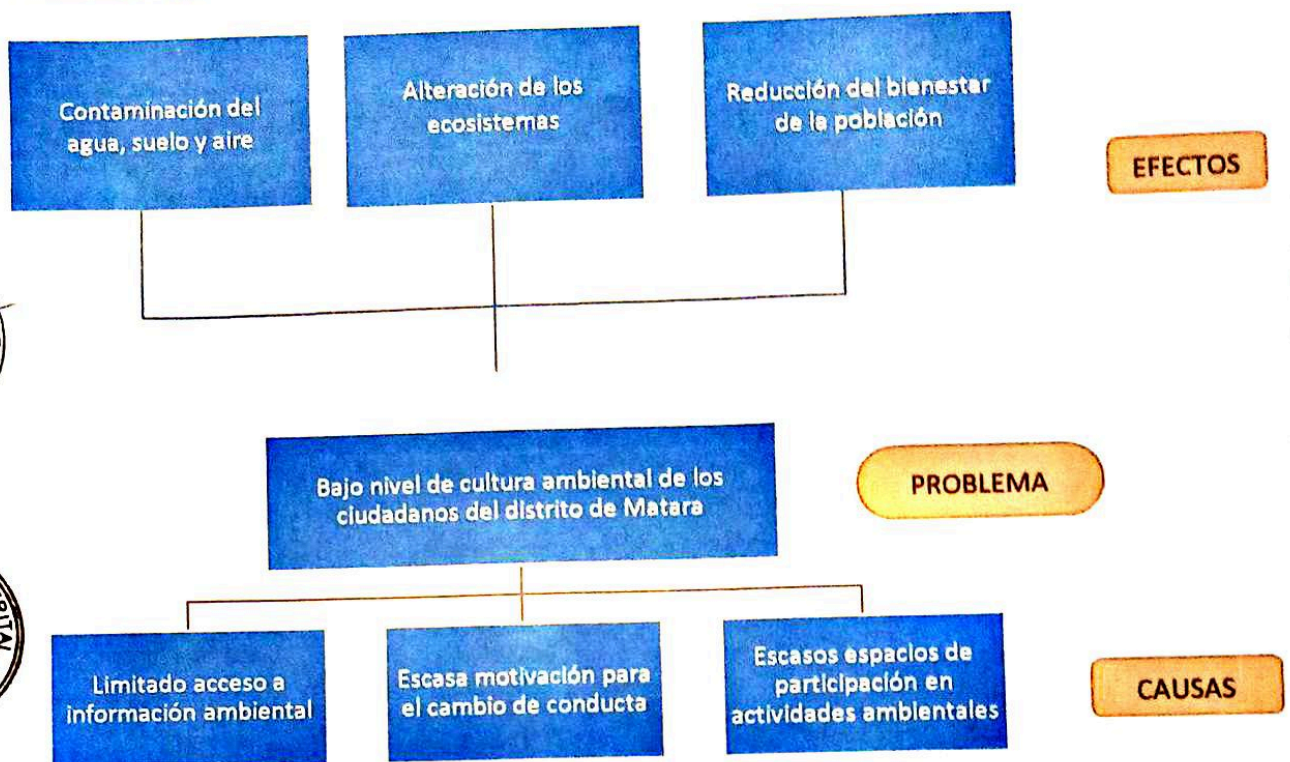 Contaminación del
agua, suelo y aire
Alteración de los
ecosistemas
Reducción del bienestar
de la población
EFECTOS
Bajo nivel de cultura ambiental de los
ciudadanos del distrito de Matara
PROBLEMA
Limitado acceso a
información ambiental
Escasa motivación para
el cambio de conducta
Escasos espacios de
participación en
actividades ambientales
CAUSAS